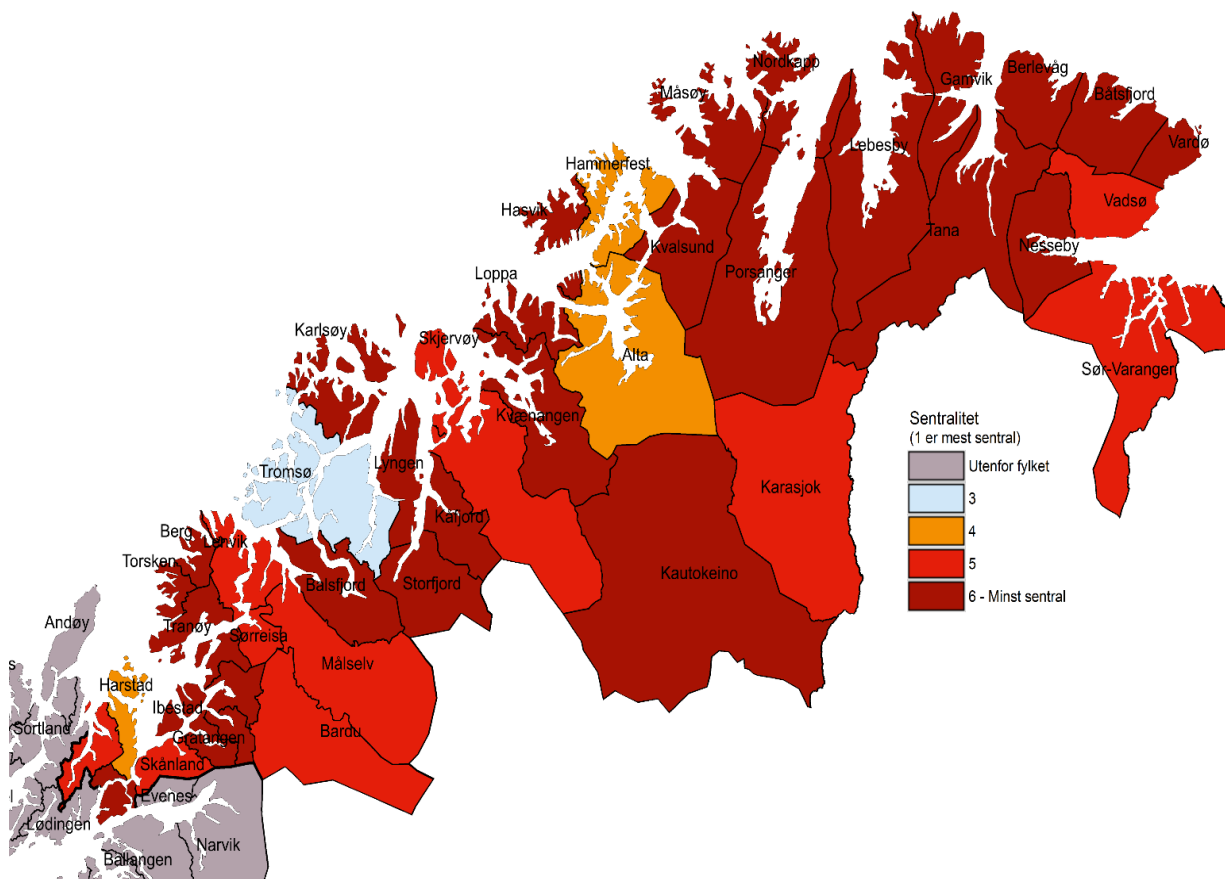 Nordkapp
Gamvik
Berlevåg
Måsøy
Båtsfjord
Lebesby
Vardø
Hammerfest
Vadsø
Hasvik
Kvalsund
Tana
Nesseby
Porsanger
Loppa
Karlsøy
Skjervøy
Alta
Sør-Varanger
Kvænangen
Sentralitet
(1 er mest sentral)
Utenfor fylket
3
4
5
6 - Minst sentral
Tromsø
Lyngen
Karasjok
Kåfjord
Berg
Lenvik
Torsken
Balsfjord
Storfjord
Kautokeino
Andøy
Tranøy
Sørreisa
s
Målselv
Harstad
Ibestad
Sortland
Bardu
Gratangen
Skånland
l
Evenes
Lødingen
Narvik
Ballangen